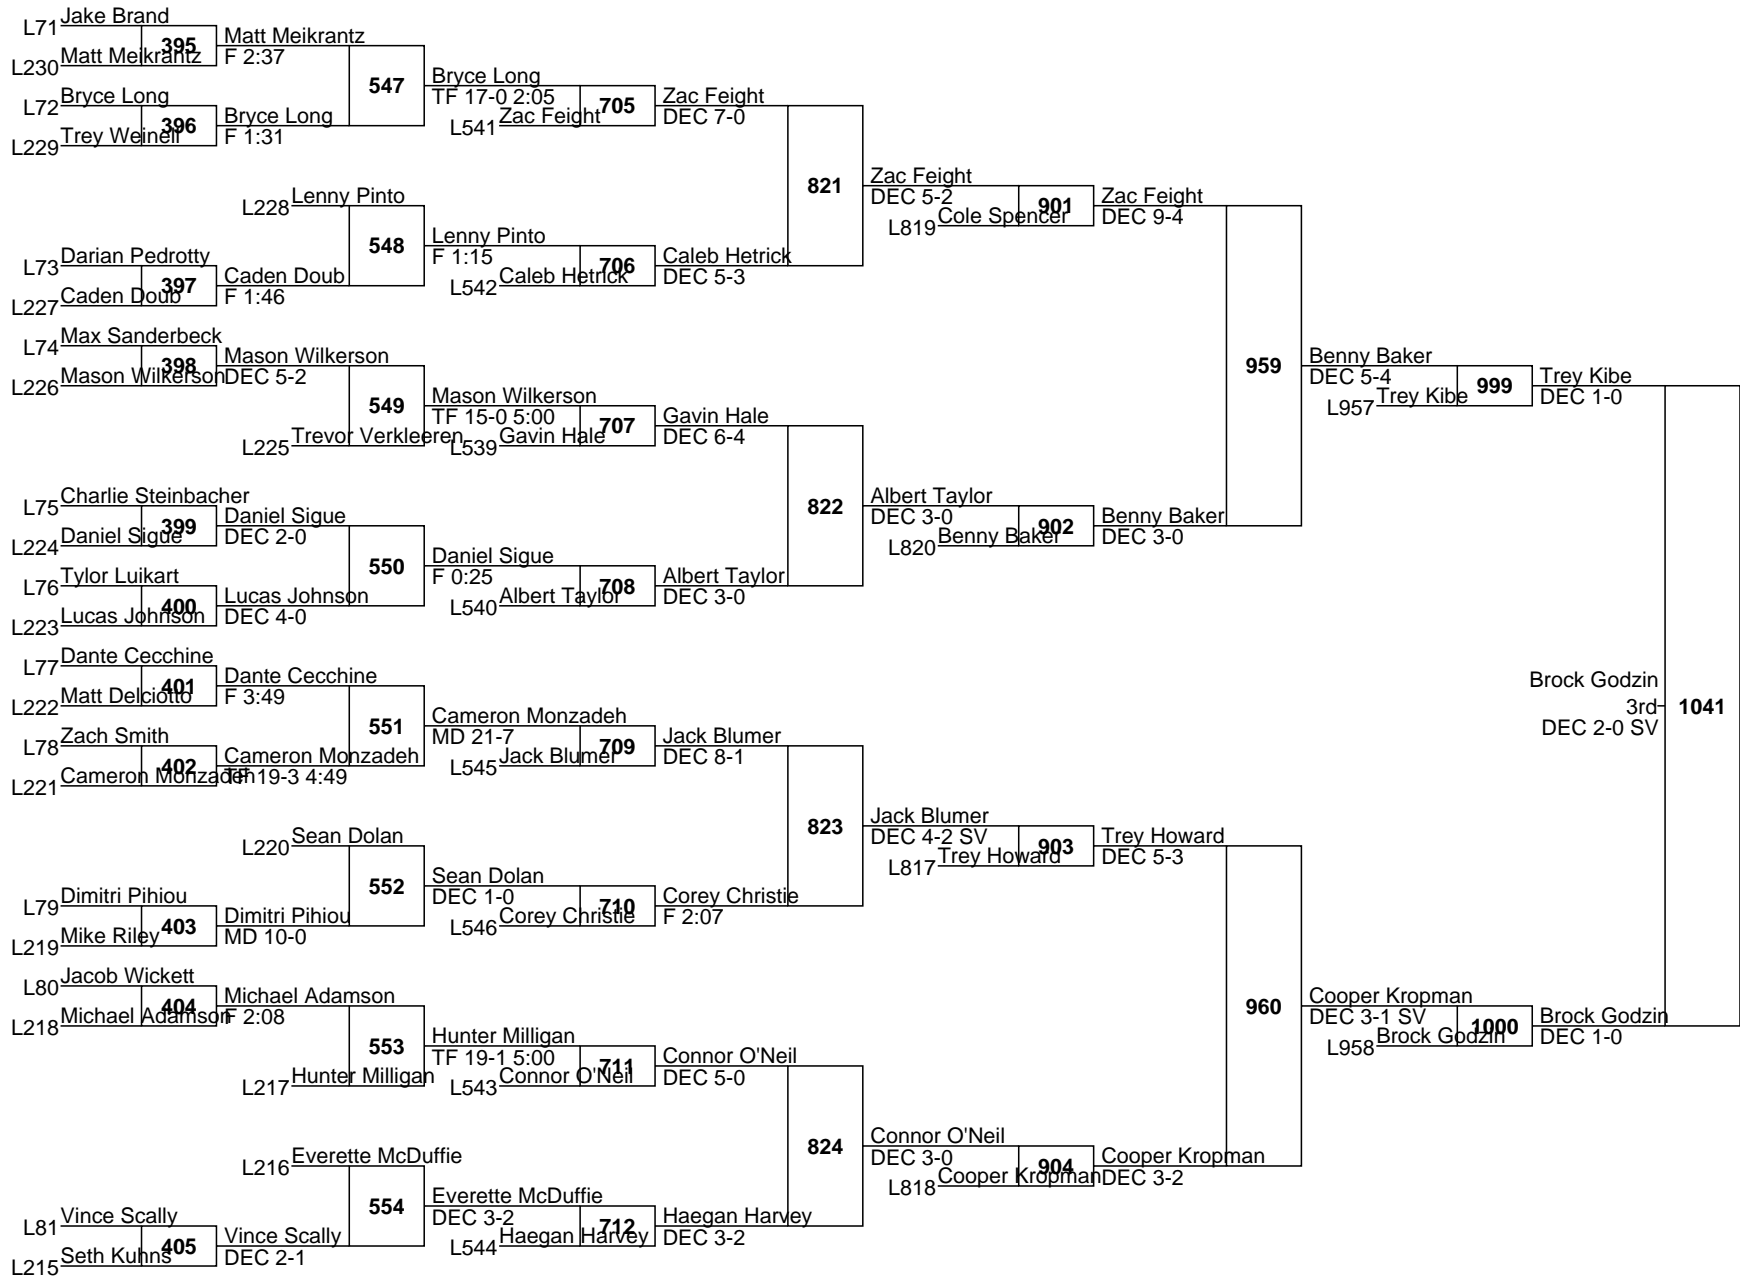 Jake Brand
L71
395
Matt Meikrantz
F 2:37
Matt Meikrantz
L230
547
Bryce Long
TF 17-0 2:05
Bryce Long
L72
396
Bryce Long
F 1:31
Trey Weinell
L229
705
Zac Feight
L541
Zac Feight
DEC 7-0
821
Zac Feight
DEC 5-2
Lenny Pinto
L228
548
Lenny Pinto
F 1:15
Darian Pedrotty
L73
397
Caden Doub
F 1:46
Caden Doub
L227
706
Caleb Hetrick
L542
Caleb Hetrick
DEC 5-3
901
Cole Spencer
L819
Zac Feight
DEC 9-4
959
Benny Baker
DEC 5-4
Max Sanderbeck
L74
398
Mason Wilkerson
DEC 5-2
Mason Wilkerson
L226
549
Mason Wilkerson
TF 15-0 5:00
Trevor Verkleeren
L225
707
Gavin Hale
L539
Gavin Hale
DEC 6-4
822
Albert Taylor
DEC 3-0
Charlie Steinbacher
L75
399
Daniel Sigue
DEC 2-0
Daniel Sigue
L224
550
Daniel Sigue
F 0:25
Tylor Luikart
L76
400
Lucas Johnson
DEC 4-0
Lucas Johnson
L223
708
Albert Taylor
L540
Albert Taylor
DEC 3-0
902
Benny Baker
L820
Benny Baker
DEC 3-0
999
Trey Kibe
L957
Trey Kibe
DEC 1-0
Dante Cecchine
L77
401
Dante Cecchine
F 3:49
Matt Delciotto
L222
551
Cameron Monzadeh
MD 21-7
Zach Smith
L78
402
Cameron Monzadeh
TF 19-3 4:49
Cameron Monzadeh
L221
709
Jack Blumer
L545
Jack Blumer
DEC 8-1
823
Jack Blumer
DEC 4-2 SV
Brock Godzin
3rd
DEC 2-0 SV
1041
Sean Dolan
L220
552
Sean Dolan
DEC 1-0
Dimitri Pihiou
L79
403
Dimitri Pihiou
MD 10-0
Mike Riley
L219
710
Corey Christie
L546
Corey Christie
F 2:07
903
Trey Howard
L817
Trey Howard
DEC 5-3
960
Cooper Kropman
DEC 3-1 SV
Jacob Wickett
L80
404
Michael Adamson
F 2:08
Michael Adamson
L218
553
Hunter Milligan
TF 19-1 5:00
Hunter Milligan
L217
711
Connor O'Neil
L543
Connor O'Neil
DEC 5-0
824
Connor O'Neil
DEC 3-0
Everette McDuffie
L216
554
Everette McDuffie
DEC 3-2
Vince Scally
L81
405
Vince Scally
DEC 2-1
Seth Kuhns
L215
712
Haegan Harvey
L544
Haegan Harvey
DEC 3-2
904
Cooper Kropman
L818
Cooper Kropman
DEC 3-2
1000
Brock Godzin
L958
Brock Godzin
DEC 1-0